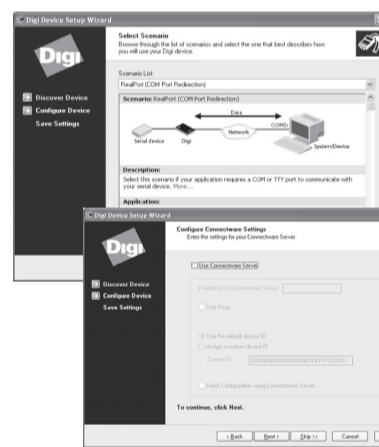 Digi Device Setup Wizard
Digi
Discover Device
Configure Device
Save Settings
Select Scenario
Browse through the list of scenarios and select the one that best describes how
you will use your Digi device.
Scenario List:
RealPort (COM Port Redirection)
Scenario: RealPort (COM Port Redirection)
Data
COM5
Network
Serial device
Digi
System/Device
Description:
Select this scenario if your application requires a COM or TTY port to communicate with
your serial device. More...
Application:
Digi Device Setup Wizard
Digi
Discover Device
Configure Device
Save Settings
Configure Connectware Settings
Enter the settings for your Connectware Server
Use Connectware Server
IP Address of Connectware Server:
Use Proxy...
Use the default device ID
Assign a custom device ID
Custom ID:
Finish Configuration using Connectware Server
To continue, click Next.
< Back
Next >
Skip >>
Cancel